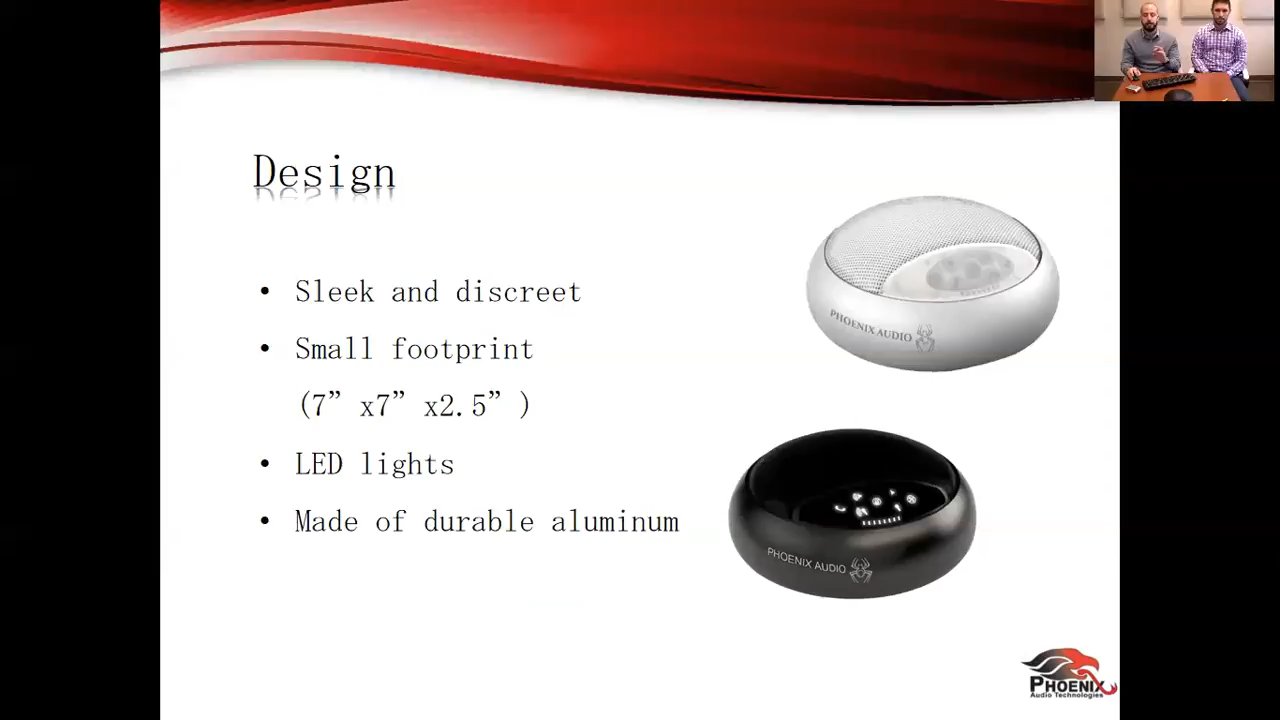 Design
• Sleek and discreet
• Small footprint
(7” x7” x2.5” )
• LED lights
• Made of durable aluminum
PHOENIX AUDIO
PHOENIX AUDIO
PHOENIX
Audio Technologies